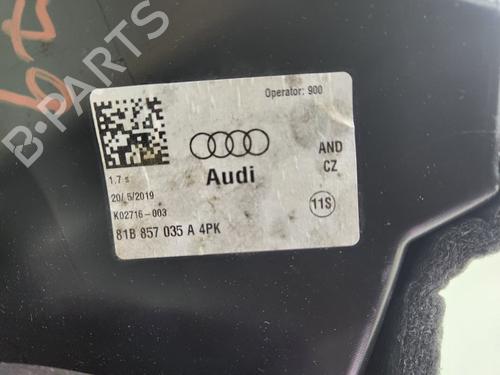 B-PARTS
Operator: 900
AND
CZ
Audi
1.7 s
20/ 5/2019
K02716-003
11S
81B 857 035 A 4PK